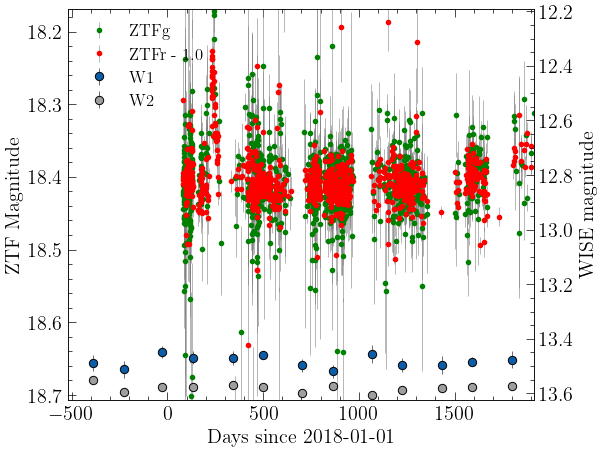 ZTFg
ZTFr - 1.0
W1
W2
18.2
18.3
18.4
18.5
18.6
18.7
ZTF Magnitude
12.2
12.4
12.6
12.8
13.0
13.2
13.4
13.6
WISE magnitude
−500 0 500 1000 1500
Days since 2018-01-01